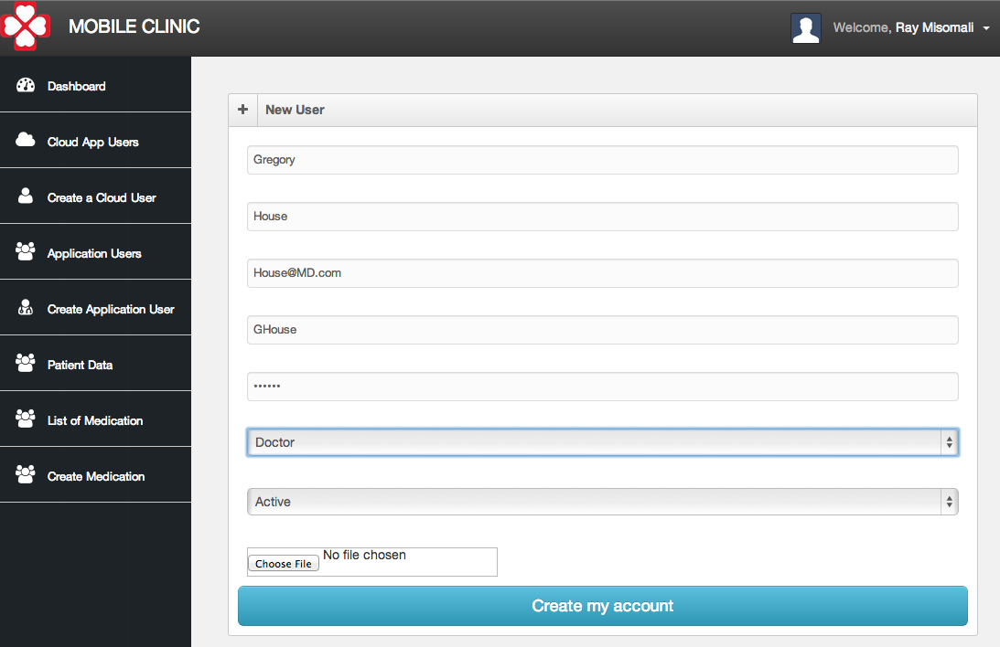 MOBILE CLINIC
Welcome, Ray Misomali
Dashboard
Cloud App Users
Create a Cloud User
Application Users
Create Application User
Patient Data
List of Medication
Create Medication
New User
Gregory
House
House@MD.com
GHouse
••••••
Doctor
Active
Choose File No file chosen
Create my account